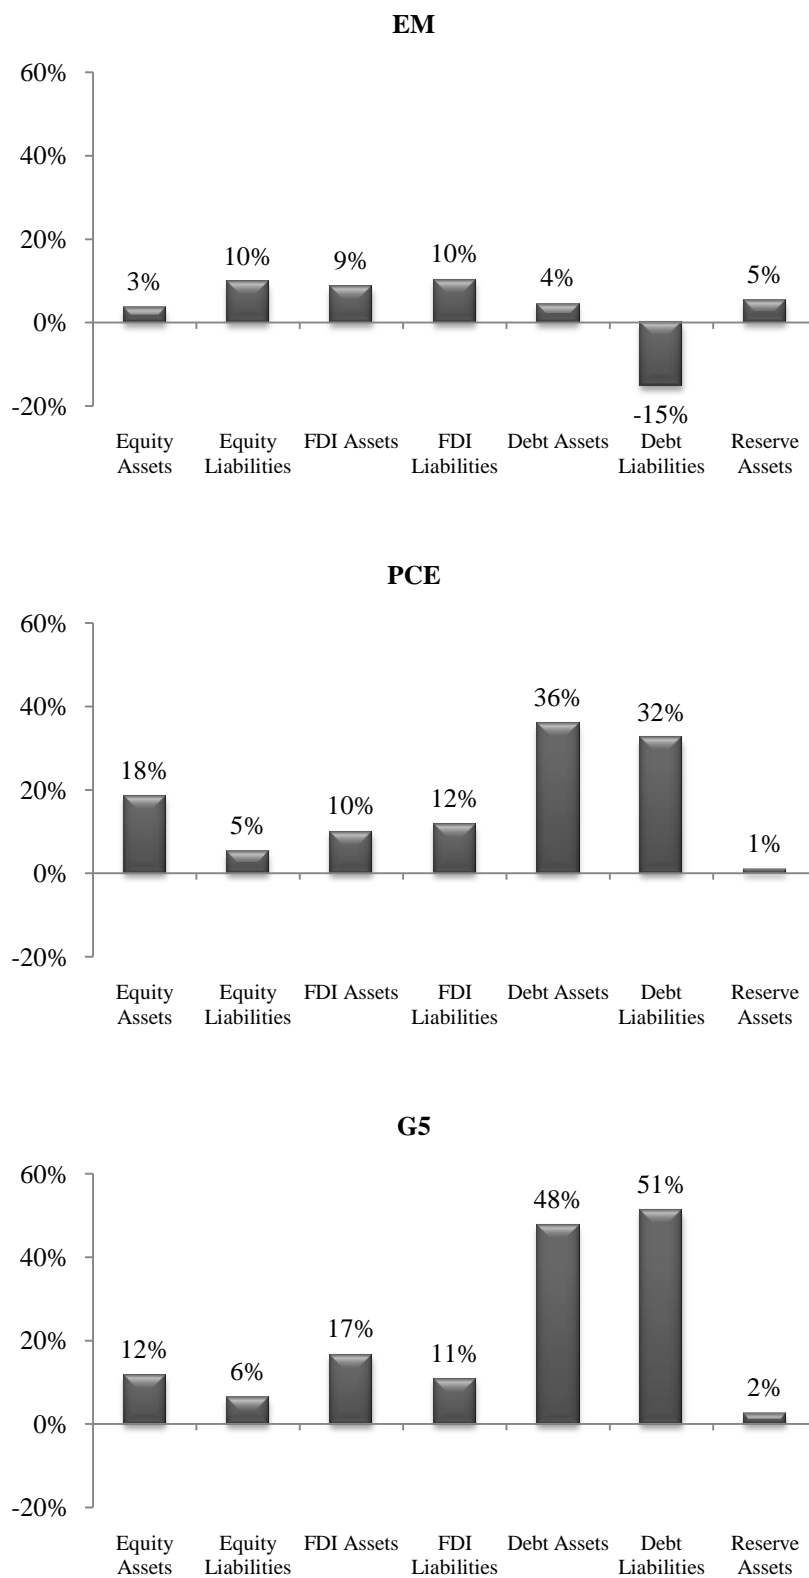 EM
60%
40%
20%
0%
-20%
3%
10%
9%
10%
4%
-15%
5%
Equity
Assets
Equity
Liabilities
FDI Assets
FDI
Liabilities
Debt Assets
Debt
Liabilities
Reserve
Assets
PCE
60%
40%
20%
0%
-20%
18%
5%
10%
12%
36%
32%
1%
Equity
Assets
Equity
Liabilities
FDI Assets
FDI
Liabilities
Debt Assets
Debt
Liabilities
Reserve
Assets
G5
60%
40%
20%
0%
-20%
12%
6%
17%
11%
48%
51%
2%
Equity
Assets
Equity
Liabilities
FDI Assets
FDI
Liabilities
Debt Assets
Debt
Liabilities
Reserve
Assets